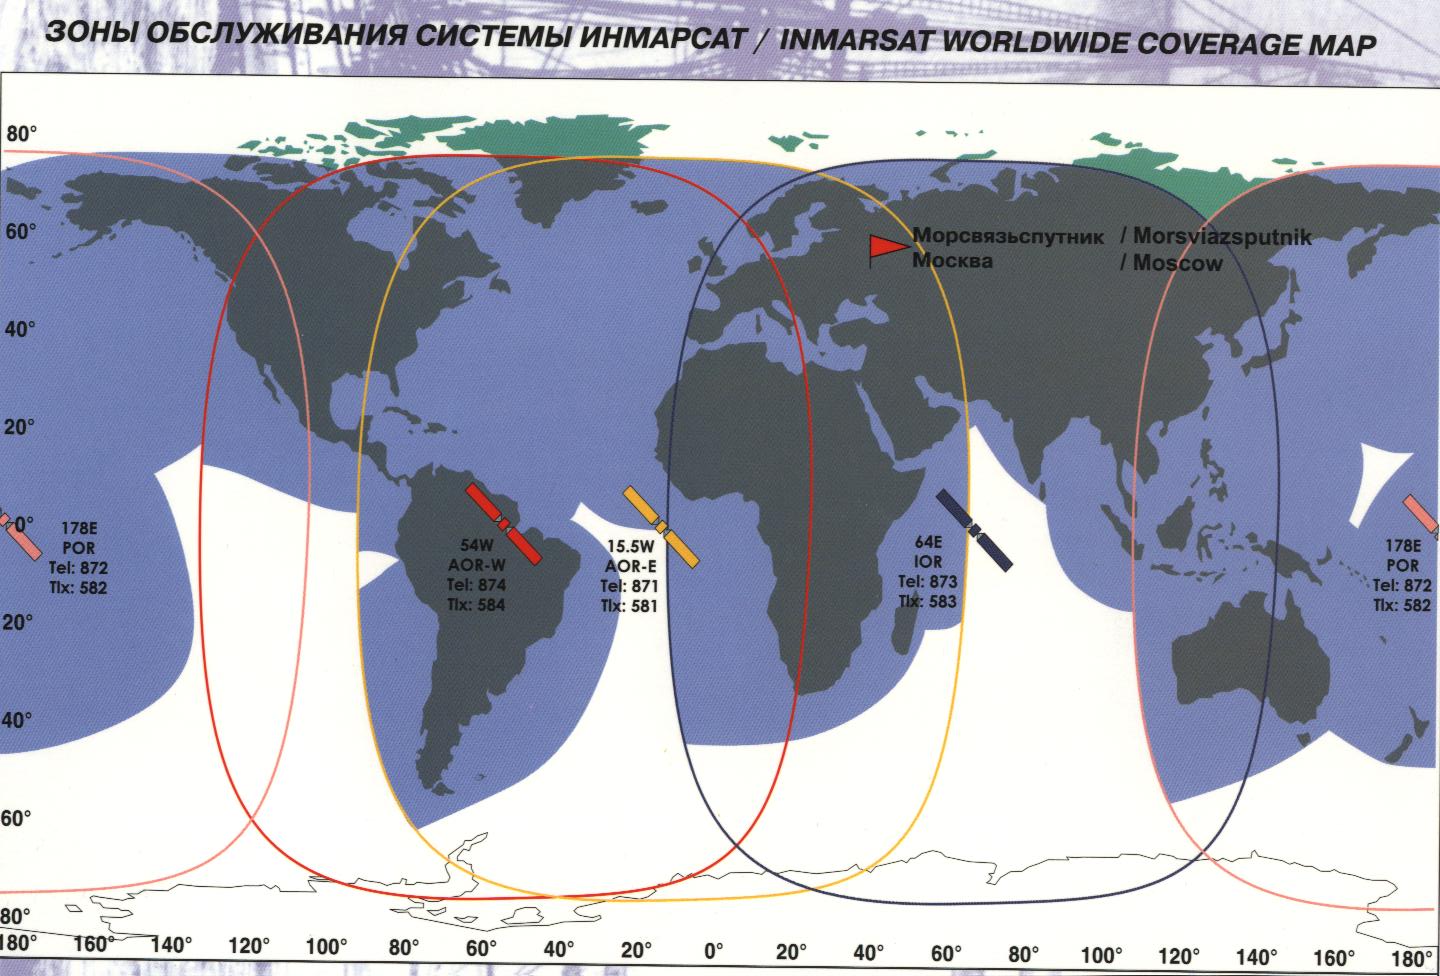 ЗОНЫ ОБСЛУЖИВАНИЯ СИСТЕМЫ ИНМАРСАТ / INMARSAT WORLDWIDE COVERAGE MAP
80°
60°
Морсвязьспутник / Morsviazsputnik
Москва / Moscow
40°
20°
0°
178E
POR
Tel: 872
Tlx: 582
54W
AOR-W
Tel: 874
Tlx: 584
15.5W
AOR-E
Tel: 871
Tlx: 581
64E
IOR
Tel: 873
Tlx: 583
178E
POR
Tel: 872
Tlx: 582
20°
40°
60°
80°
180° 160° 140° 120° 100° 80° 60° 40° 20° 0° 20° 40° 60° 80° 100° 120° 140° 160° 180°